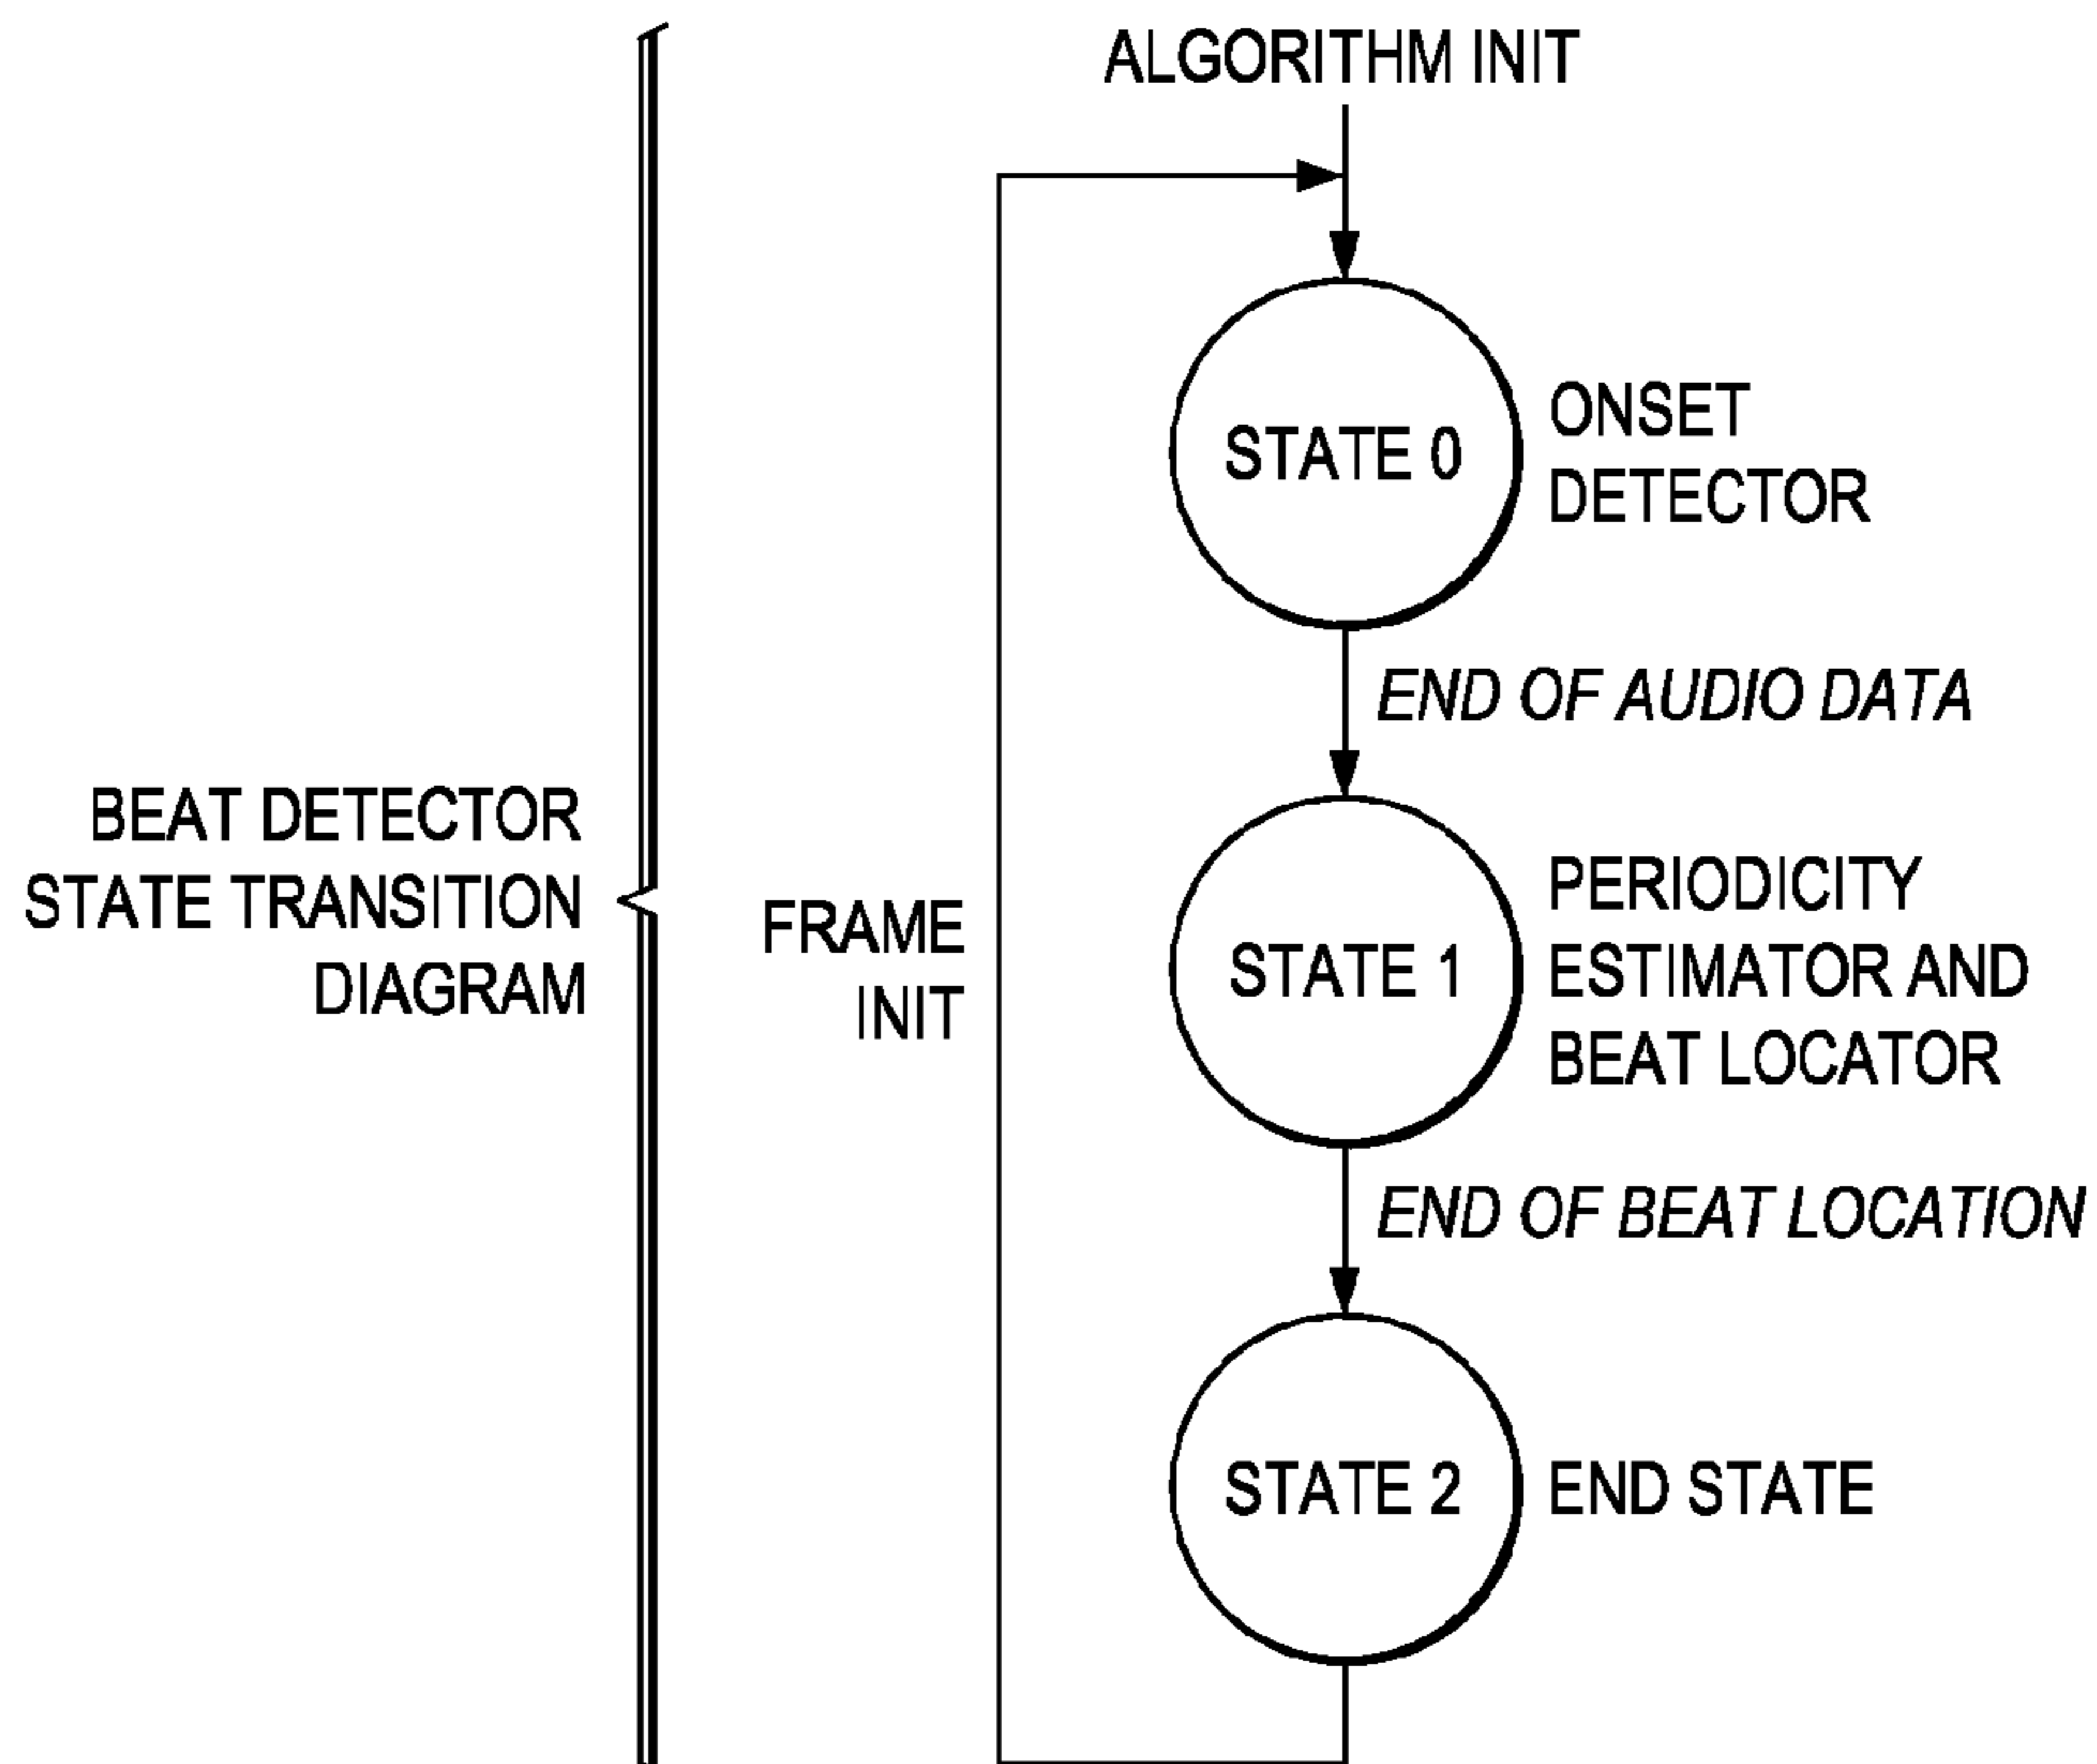 ALGORITHM INIT
STATE 0
ONSET
DETECTOR
END OF AUDIO DATA
BEAT DETECTOR
STATE TRANSITION
DIAGRAM
FRAME
INIT
STATE 1
PERIODICITY
ESTIMATOR AND
BEAT LOCATOR
END OF BEAT LOCATION
STATE 2
END STATE